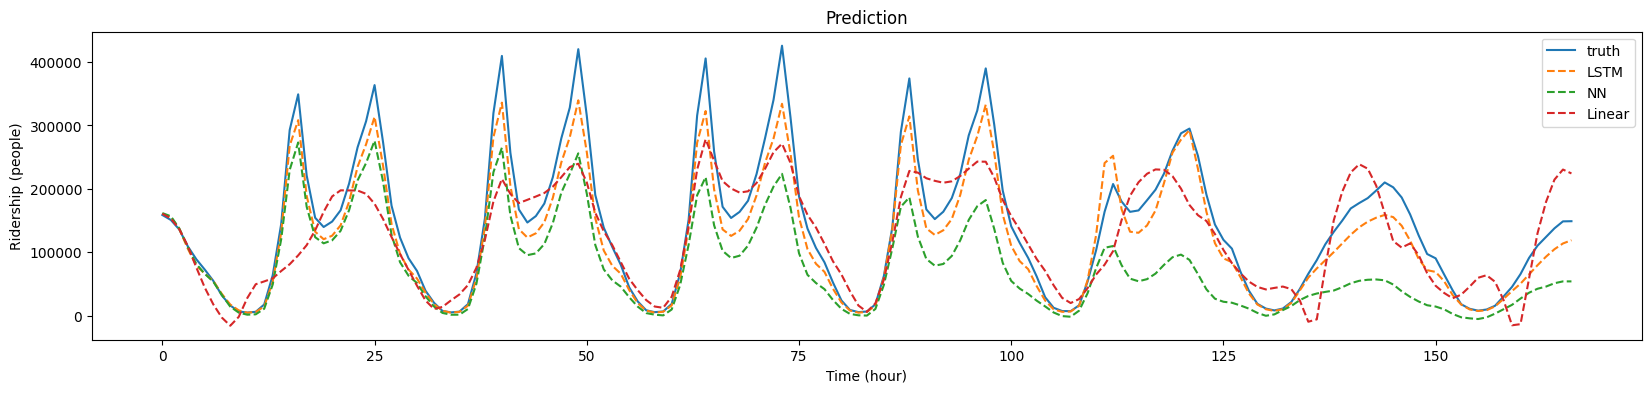 Prediction
truth
LSTM
NN
Linear
Ridership (people)
400000
300000
200000
100000
0
0 25 50 75 100 125 150
Time (hour)